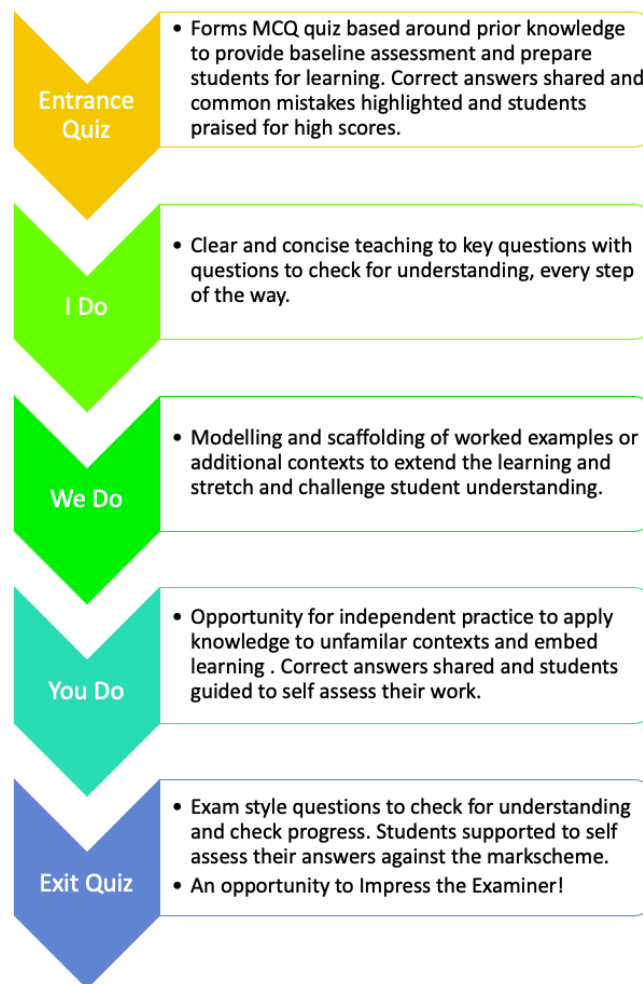 Entrance
Quiz
• Forms MCQ quiz based around prior knowledge
to provide baseline assessment and prepare
students for learning. Correct answers shared and
common mistakes highlighted and students
praised for high scores.
I Do
• Clear and concise teaching to key questions with
questions to check for understanding, every step
of the way.
We Do
• Modelling and scaffolding of worked examples or
additional contexts to extend the learning and
stretch and challenge student understanding.
You Do
• Opportunity for independent practice to apply
knowledge to unfamilar contexts and embed
learning . Correct answers shared and students
guided to self assess their work.
Exit Quiz
• Exam style questions to check for understanding
and check progress. Students supported to self
assess their answers against the markscheme.
• An opportunity to Impress the Examiner!